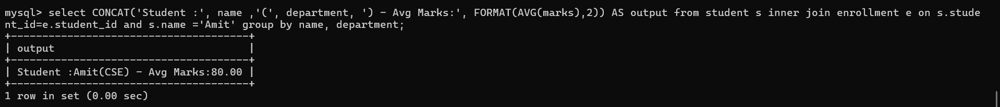 mysql> select CONCAT('Student :', name ,'(', department, ') - Avg Marks:', FORMAT(AVG(marks),2)) AS output from student s inner join enrollment e on s.stude
nt_id=e.student_id and s.name ='Amit' group by name, department;
+--------------------------------------+
| output                               |
+--------------------------------------+
| Student :Amit(CSE) - Avg Marks:80.00 |
+--------------------------------------+
1 row in set (0.00 sec)